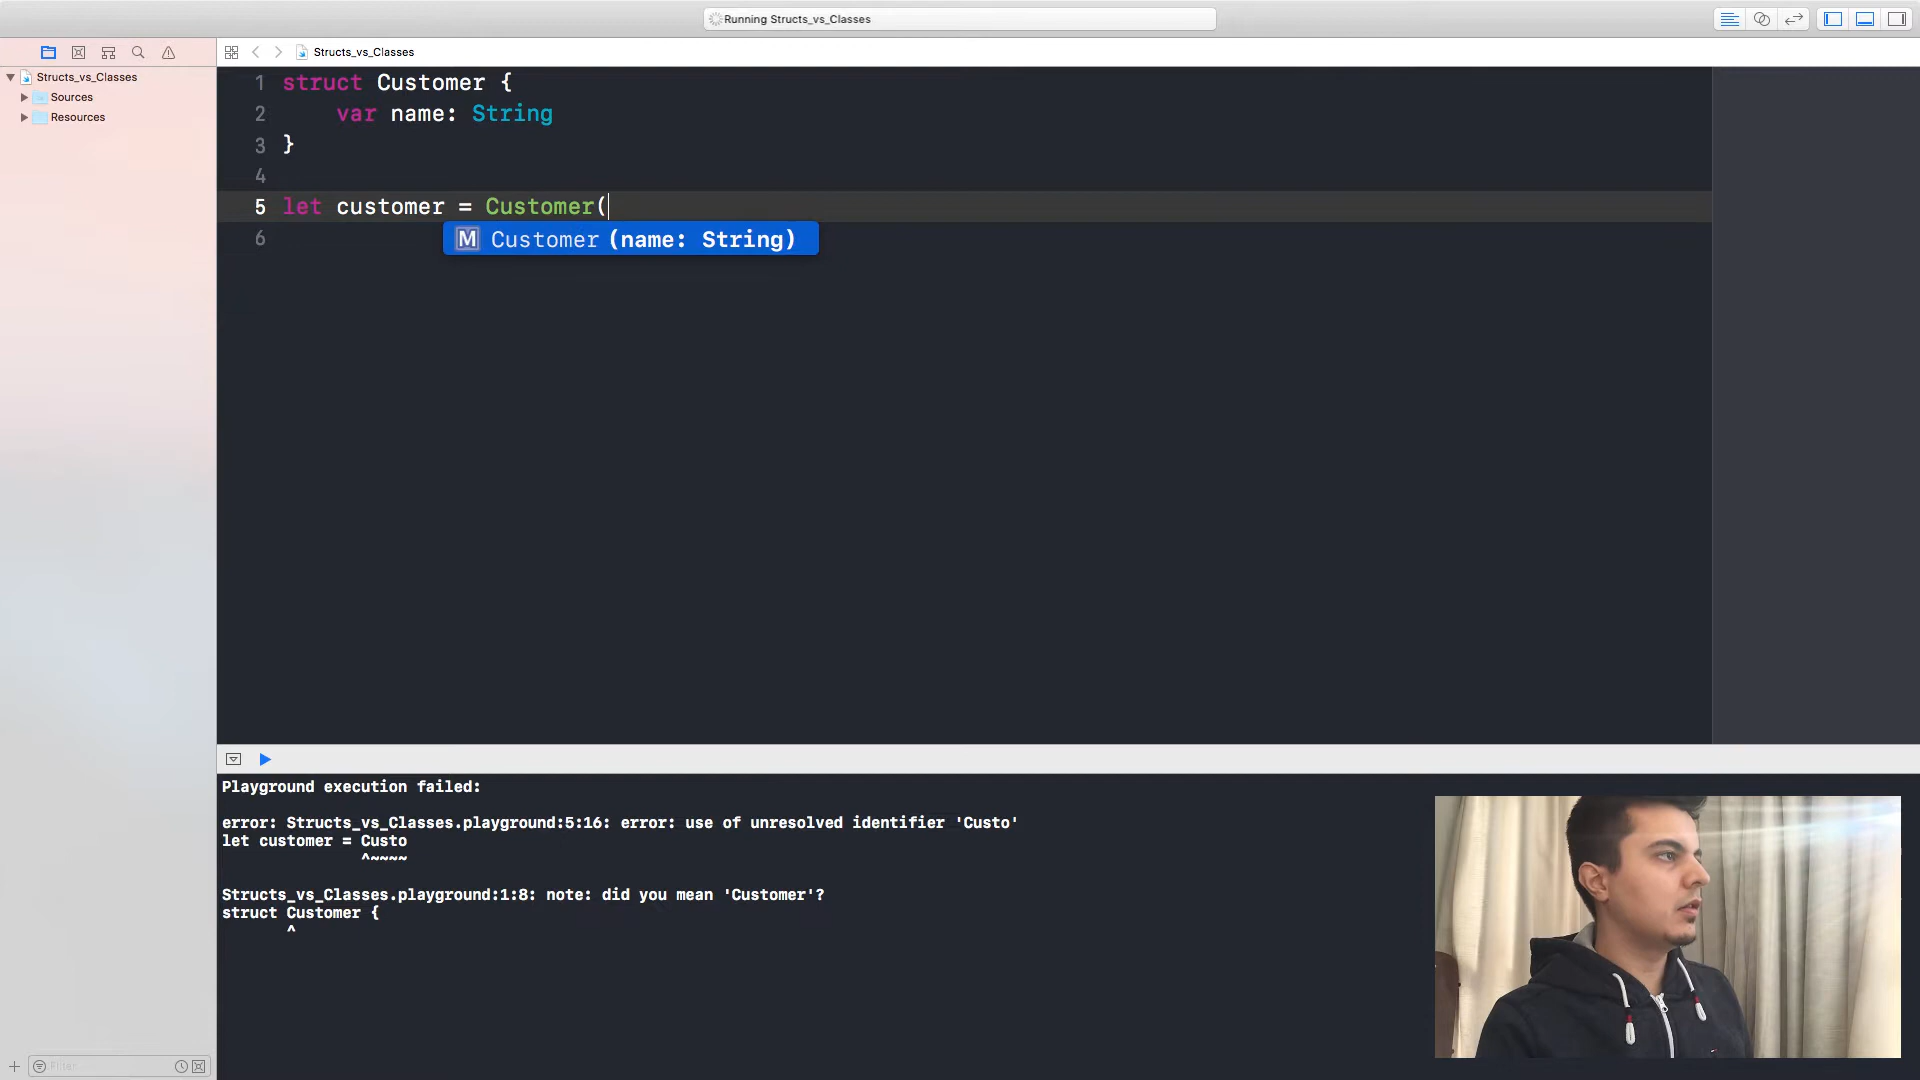 Running Structs_vs_Classes
Structs_vs_Classes
Structs_vs_Classes
Sources
Resources
1 struct Customer {
2 var name: String
3 }
4
5 let customer = Customer(
M Customer(name: String)
6
Playground execution failed:
error: Structs_vs_Classes.playground:5:16: error: use of unresolved identifier 'Custo'
let customer = Custo
^~~~~
Structs_vs_Classes.playground:1:8: note: did you mean 'Customer'?
struct Customer {
^
Filter